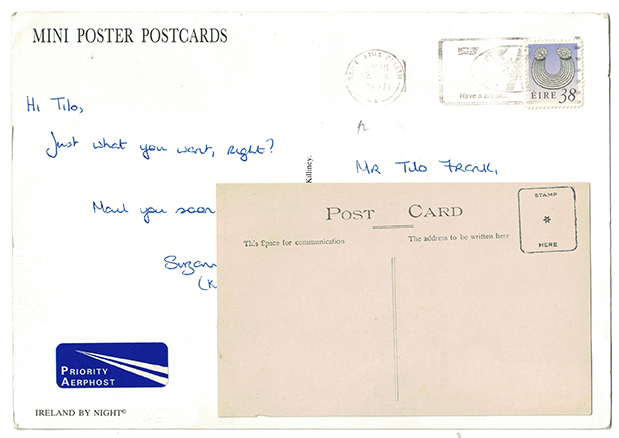 MINI POSTER POSTCARDS
Have a
ÉIRE 38
Hi Tilo,
Just what you want, right?
Mail you soon
Killiney.
Mr Tilo Frank,
PRIORITY
AERPHOST
IRELAND BY NIGHT©
POST CARD
STAMP
HERE
This Space for communication
The address to be written here